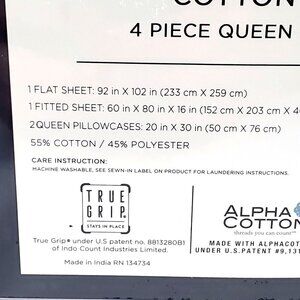 COTTON
4 PIECE QUEEN
1 FLAT SHEET: 92 in X 102 in (233 cm X 259 cm)
1 FITTED SHEET: 60 in X 80 in X 16 in (152 cm X 203 cm X 4
2 QUEEN PILLOWCASES: 20 in X 30 in (50 cm X 76 cm)
55% COTTON / 45% POLYESTER
CARE INSTRUCTION:
MACHINE WASHABLE, SEE SEWN-IN LABEL ON PRODUCT FOR LAUNDERING INSTRUCTIONS.
TRUE
GRIP®
STAYS IN PLACE
True Grip® under U.S patent no. 8813280B1
of Indo Count Industries Limited.
Made in India RN 134734
ALPHA
COTTON
threads you can count™
MADE WITH ALPHACOT
UNDER U.S.PATENT #9,131